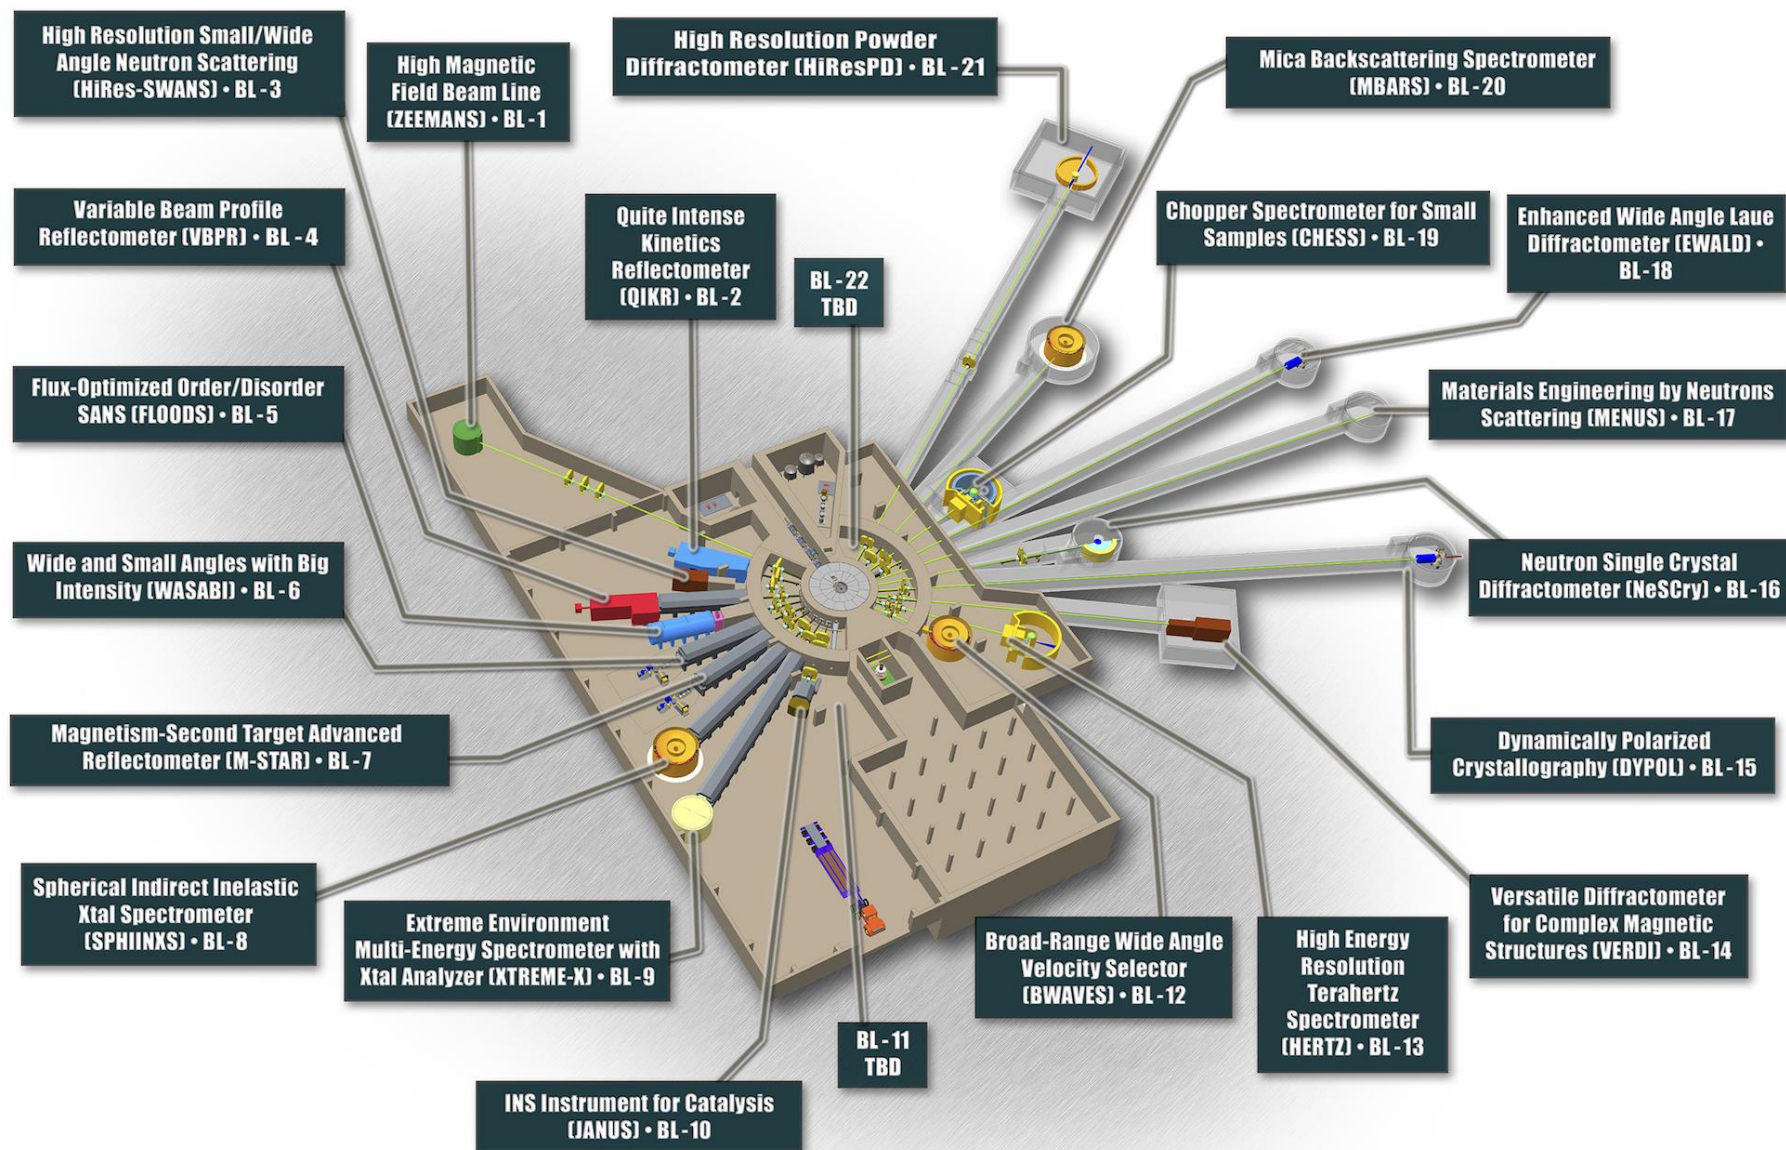 High Resolution Small/Wide
Angle Neutron Scattering
(HiRes-SWANS) • BL-3
High Magnetic
Field Beam Line
(ZEEMANS) • BL-1
High Resolution Powder
Diffractometer (HiResPD) • BL-21
Mica Backscattering Spectrometer
(MBARS) • BL-20
Variable Beam Profile
Reflectometer (VBPR) • BL-4
Quite Intense
Kinetics
Reflectometer
(QIKR) • BL-2
BL-22
TBD
Chopper Spectrometer for Small
Samples (CHESS) • BL-19
Enhanced Wide Angle Laue
Diffractometer (EWALD) •
BL-18
Flux-Optimized Order/Disorder
SANS (FLOODS) • BL-5
Materials Engineering by Neutrons
Scattering (MENUS) • BL-17
Wide and Small Angles with Big
Intensity (WASABI) • BL-6
Neutron Single Crystal
Diffractometer (NeSCry) • BL-16
Magnetism-Second Target Advanced
Reflectometer (M-STAR) • BL-7
Dynamically Polarized
Crystallography (DYPOL) • BL-15
Spherical Indirect Inelastic
Xtal Spectrometer
(SPHIINXS) • BL-8
Extreme Environment
Multi-Energy Spectrometer with
Xtal Analyzer (XTREME-X) • BL-9
Broad-Range Wide Angle
Velocity Selector
(BWAVES) • BL-12
High Energy
Resolution
Terahertz
Spectrometer
(HERTZ) • BL-13
Versatile Diffractometer
for Complex Magnetic
Structures (VERDI) • BL-14
BL-11
TBD
INS Instrument for Catalysis
(JANUS) • BL-10